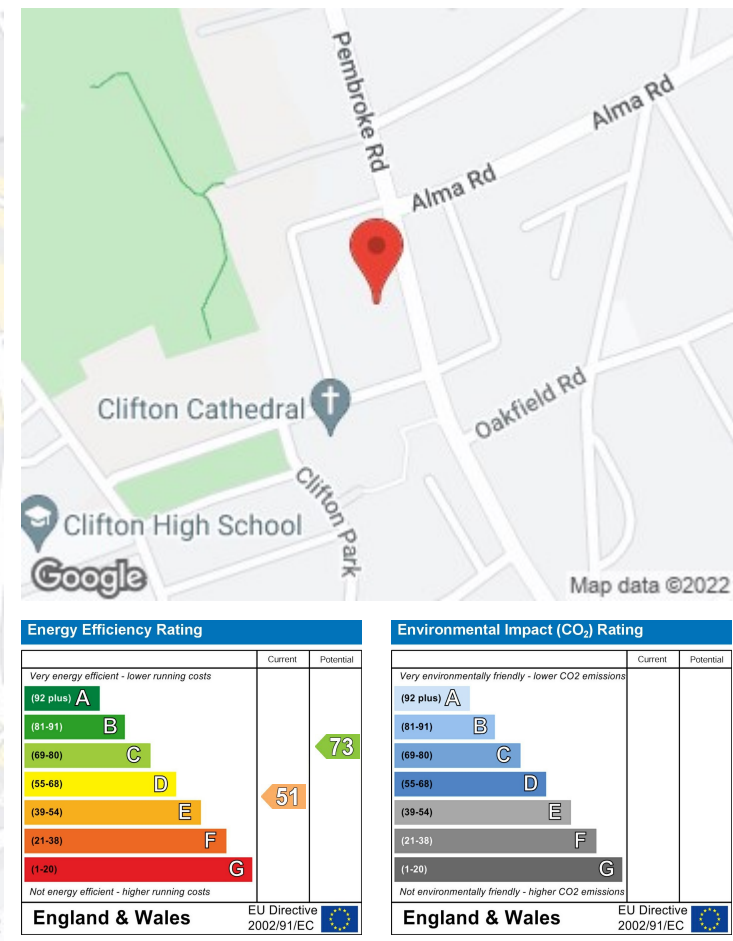 Pembroke Rd
Alma Rd
Alma Rd
Clifton Cathedral
Oakfield Rd
Clifton Park
Clifton High School
Google
Map data ©2022
Energy Efficiency Rating
Current
Potential
Very energy efficient - lower running costs
(92 plus) A
(81-91) B
(69-80) C
73
(55-68) D
51
(39-54) E
(21-38) F
(1-20) G
Not energy efficient - higher running costs
England & Wales
EU Directive
2002/91/EC
Environmental Impact (CO₂) Rating
Current
Potential
Very environmentally friendly - lower CO2 emissions
(92 plus) A
(81-91) B
(69-80) C
(55-68) D
(39-54) E
(21-38) F
(1-20) G
Not environmentally friendly - higher CO2 emissions
England & Wales
EU Directive
2002/91/EC